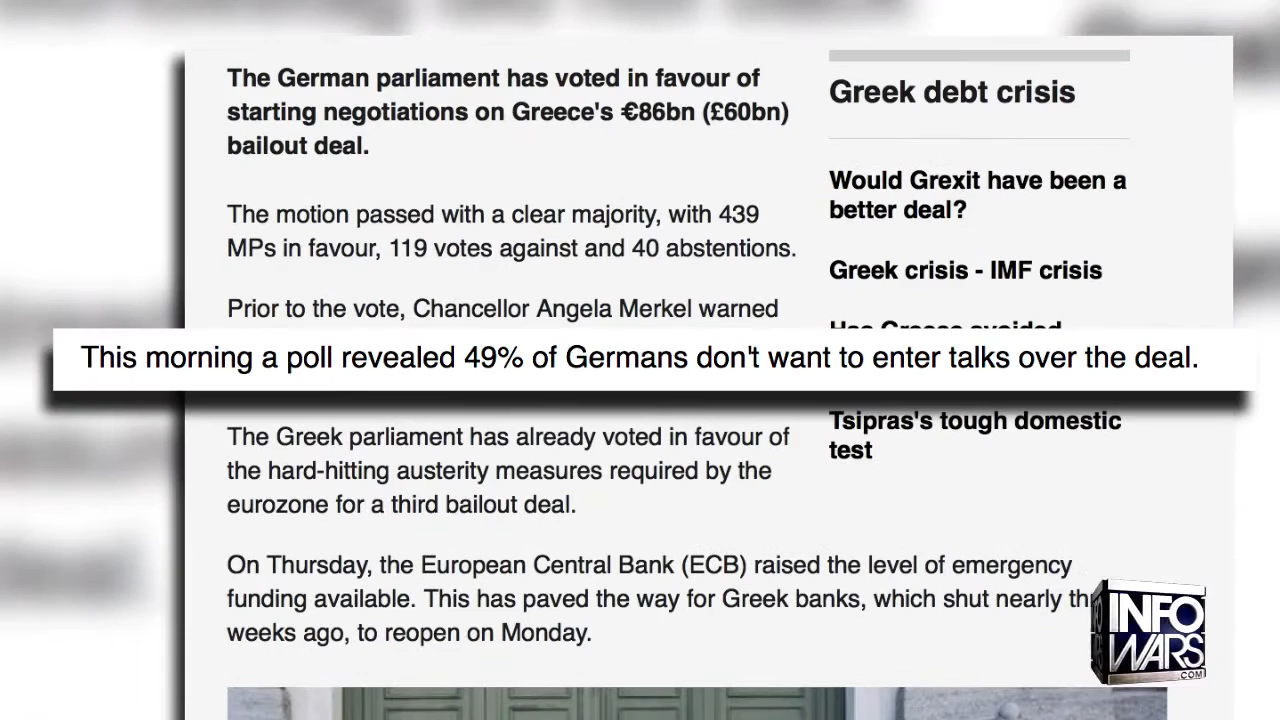 The German parliament has voted in favour of
starting negotiations on Greece's €86bn (£60bn)
bailout deal.
The motion passed with a clear majority, with 439
MPs in favour, 119 votes against and 40 abstentions.
Prior to the vote, Chancellor Angela Merkel warned
This morning a poll revealed 49% of Germans don't want to enter talks over the deal.
The Greek parliament has already voted in favour of
the hard-hitting austerity measures required by the
eurozone for a third bailout deal.
On Thursday, the European Central Bank (ECB) raised the level of emergency
funding available. This has paved the way for Greek banks, which shut nearly
weeks ago, to reopen on Monday.
Greek debt crisis
Would Grexit have been a
better deal?
Greek crisis - IMF crisis
Has Greece avoided
Tsipras's tough domestic
test
INFO
WARS
.COM